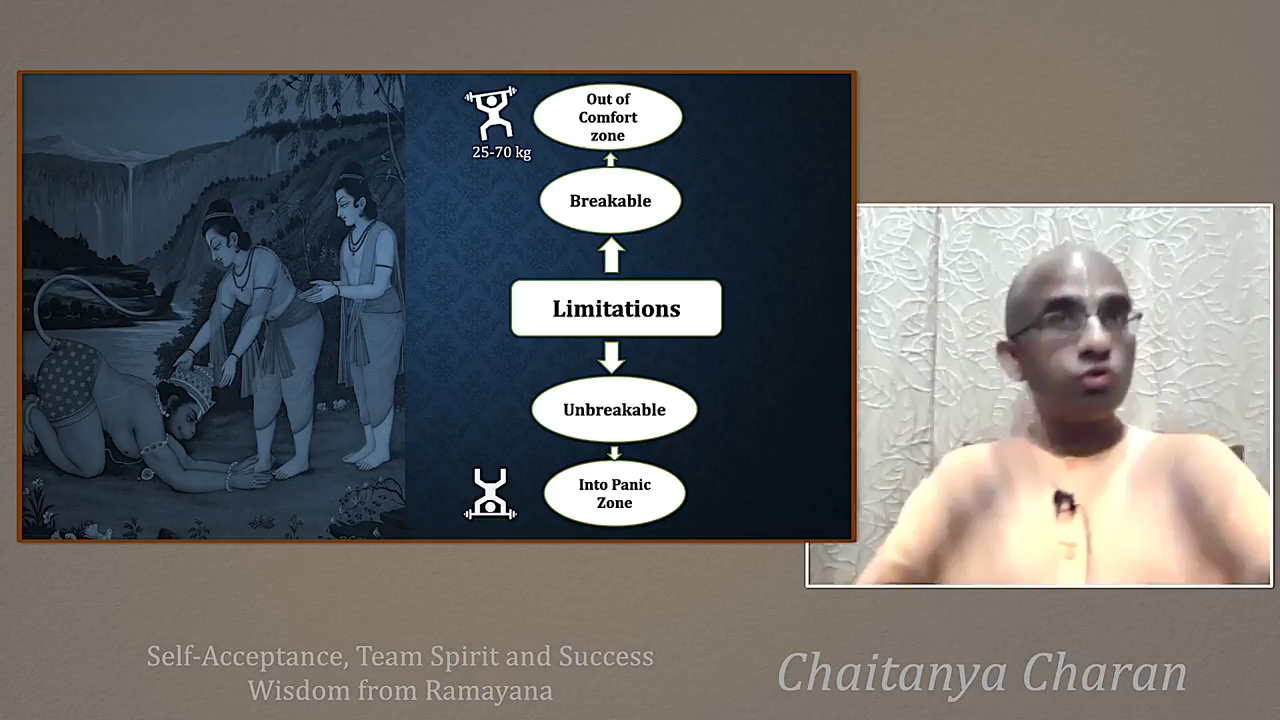 Out of
Comfort
zone
25-70 kg
Breakable
Limitations
Unbreakable
Into Panic
Zone
Self-Acceptance, Team Spirit and Success
Wisdom from Ramayana
Chaitanya Charan